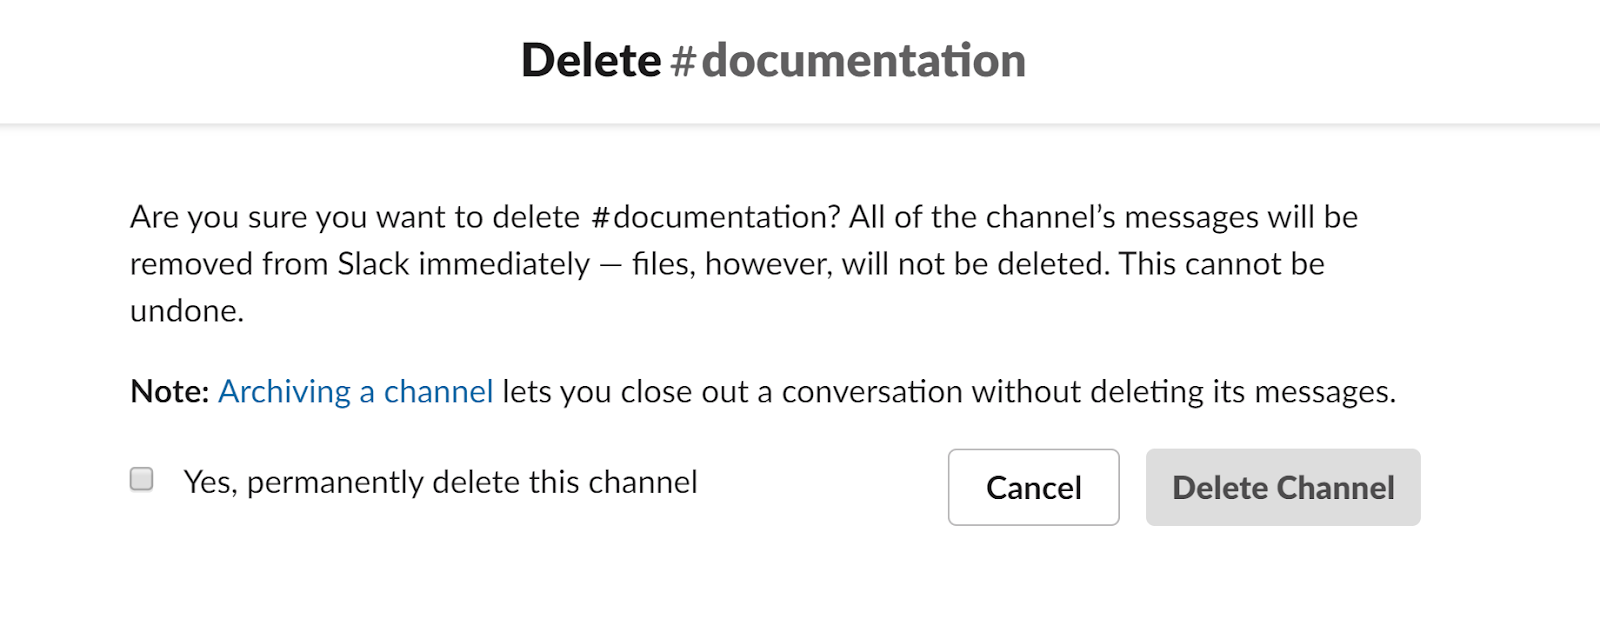 Delete #documentation
Are you sure you want to delete #documentation? All of the channel’s messages will be
removed from Slack immediately — files, however, will not be deleted. This cannot be
undone.
Note: Archiving a channel lets you close out a conversation without deleting its messages.
Yes, permanently delete this channel
Cancel
Delete Channel